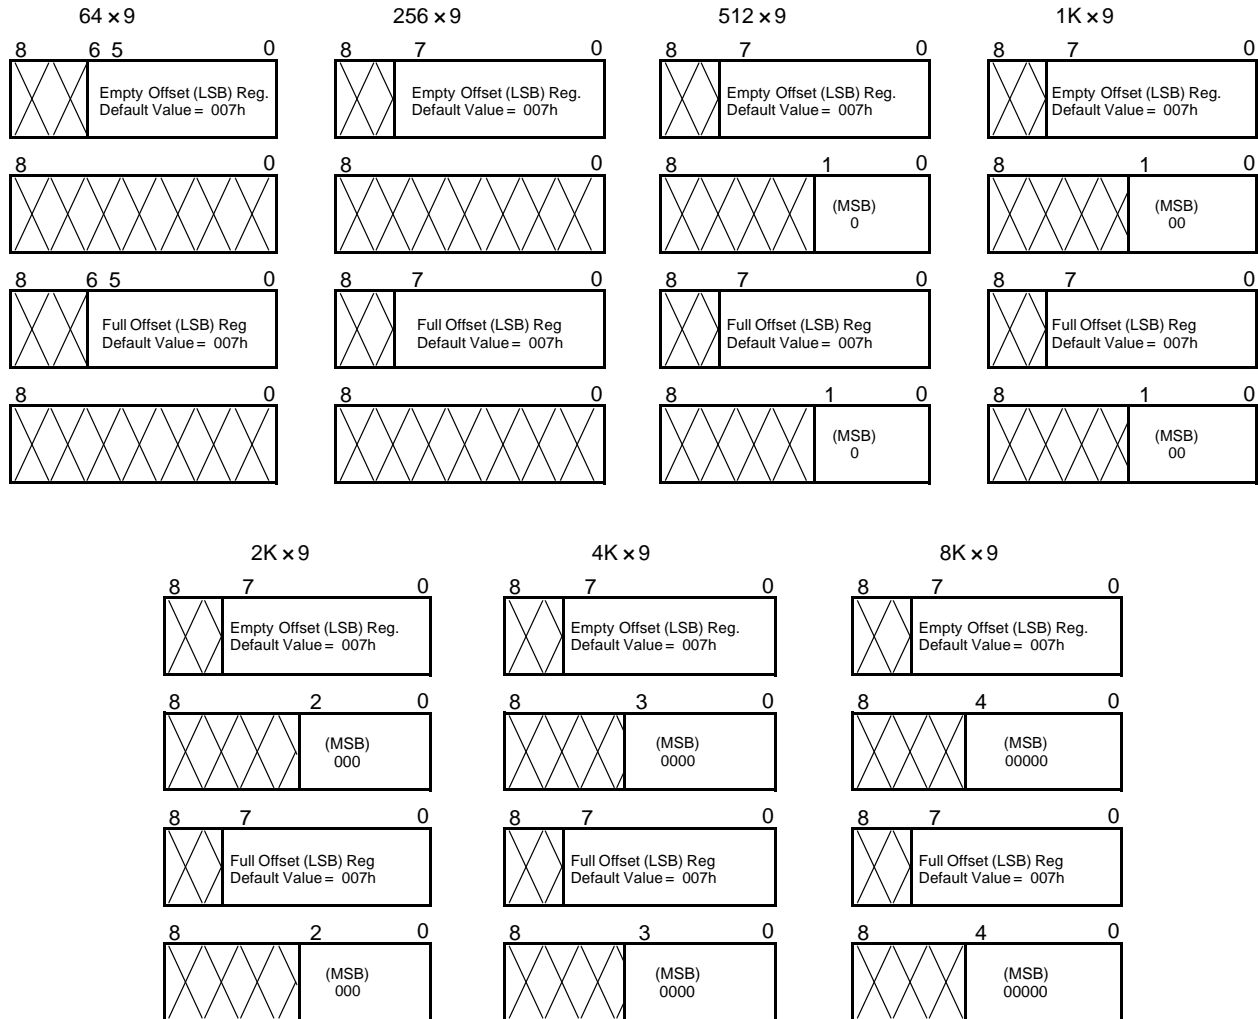 64 × 9 256 × 9 512 × 9 1K × 9
8 6 5 0 8 7 0 8 7 0 8 7 0
Empty Offset (LSB) Reg. Empty Offset (LSB) Reg. Empty Offset (LSB) Reg. Empty Offset (LSB) Reg.
Default Value = 007h Default Value = 007h Default Value = 007h Default Value = 007h
8 0 8 0 8 1 0 8 1 0
(MSB) (MSB)
0 00
8 6 5 0 8 7 0 8 7 0 8 7 0
Full Offset (LSB) Reg Full Offset (LSB) Reg Full Offset (LSB) Reg Full Offset (LSB) Reg
Default Value = 007h Default Value = 007h Default Value = 007h Default Value = 007h
8 0 8 0 8 1 0 8 1 0
(MSB) (MSB)
0 00
2K × 9 4K × 9 8K × 9
8 7 0 8 7 0 8 7 0
Empty Offset (LSB) Reg. Empty Offset (LSB) Reg. Empty Offset (LSB) Reg.
Default Value = 007h Default Value = 007h Default Value = 007h
8 2 0 8 3 0 8 4 0
(MSB) (MSB) (MSB)
000 0000 00000
8 7 0 8 7 0 8 7 0
Full Offset (LSB) Reg Full Offset (LSB) Reg Full Offset (LSB) Reg
Default Value = 007h Default Value = 007h Default Value = 007h
8 2 0 8 3 0 8 4 0
(MSB) (MSB) (MSB)
000 0000 00000